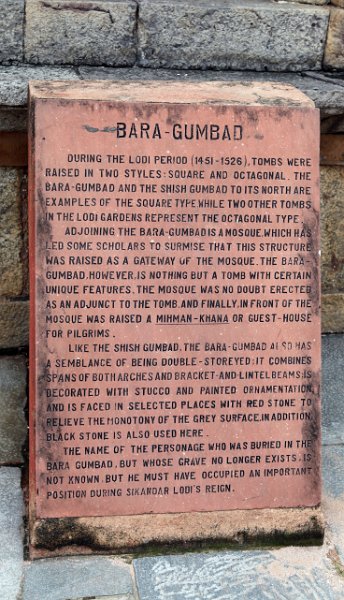 BARA-GUMBAD
DURING THE LODI PERIOD (1451-1526), TOMBS WERE
RAISED IN TWO STYLES: SQUARE AND OCTAGONAL. THE
BARA-GUMBAD AND THE SHISH GUMBAD TO ITS NORTH ARE
EXAMPLES OF THE SQUARE TYPE WHILE TWO OTHER TOMBS
IN THE LODI GARDENS REPRESENT THE OCTAGONAL TYPE.
ADJOINING THE BARA-GUMBAD IS A MOSQUE, WHICH HAS
LED SOME SCHOLARS TO SURMISE THAT THIS STRUCTURE
WAS RAISED AS A GATEWAY OF THE MOSQUE. THE BARA-
GUMBAD, HOWEVER, IS NOTHING BUT A TOMB WITH CERTAIN
UNIQUE FEATURES. THE MOSQUE WAS NO DOUBT ERECTED
AS AN ADJUNCT TO THE TOMB. AND FINALLY, IN FRONT OF THE
MOSQUE WAS RAISED A MIHMAN-KHANA OR GUEST-HOUSE
FOR PILGRIMS.
LIKE THE SHISH GUMBAD, THE BARA-GUMBAD ALSO HAS
A SEMBLANCE OF BEING DOUBLE-STOREYED: IT COMBINES
SPANS OF BOTH ARCHES AND BRACKET-AND-LINTEL BEAMS, IS
DECORATED WITH STUCCO AND PAINTED ORNAMENTATION,
AND IS FACED IN SELECTED PLACES WITH RED STONE TO
RELIEVE THE MONOTONY OF THE GREY SURFACE. IN ADDITION,
BLACK STONE IS ALSO USED HERE.
THE NAME OF THE PERSONAGE WHO WAS BURIED IN THE
BARA GUMBAD, BUT WHOSE GRAVE NO LONGER EXISTS, IS
NOT KNOWN. BUT HE MUST HAVE OCCUPIED AN IMPORTANT
POSITION DURING SIKANDAR LODI'S REIGN.